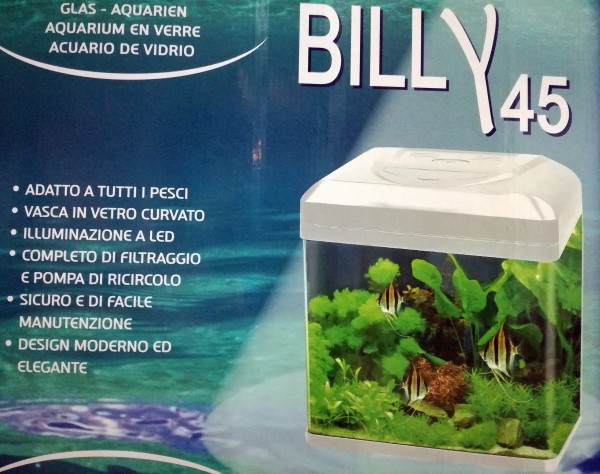 GLAS - AQUARIEN
AQUARIUM EN VERRE
ACUARIO DE VIDRIO
BILLY 45
• ADATTO A TUTTI I PESCI
• VASCA IN VETRO CURVATO
• ILLUMINAZIONE A LED
• COMPLETO DI FILTRAGGIO
E POMPA DI RICIRCOLO
• SICURO E DI FACILE
MANUTENZIONE
• DESIGN MODERNO ED
ELEGANTE